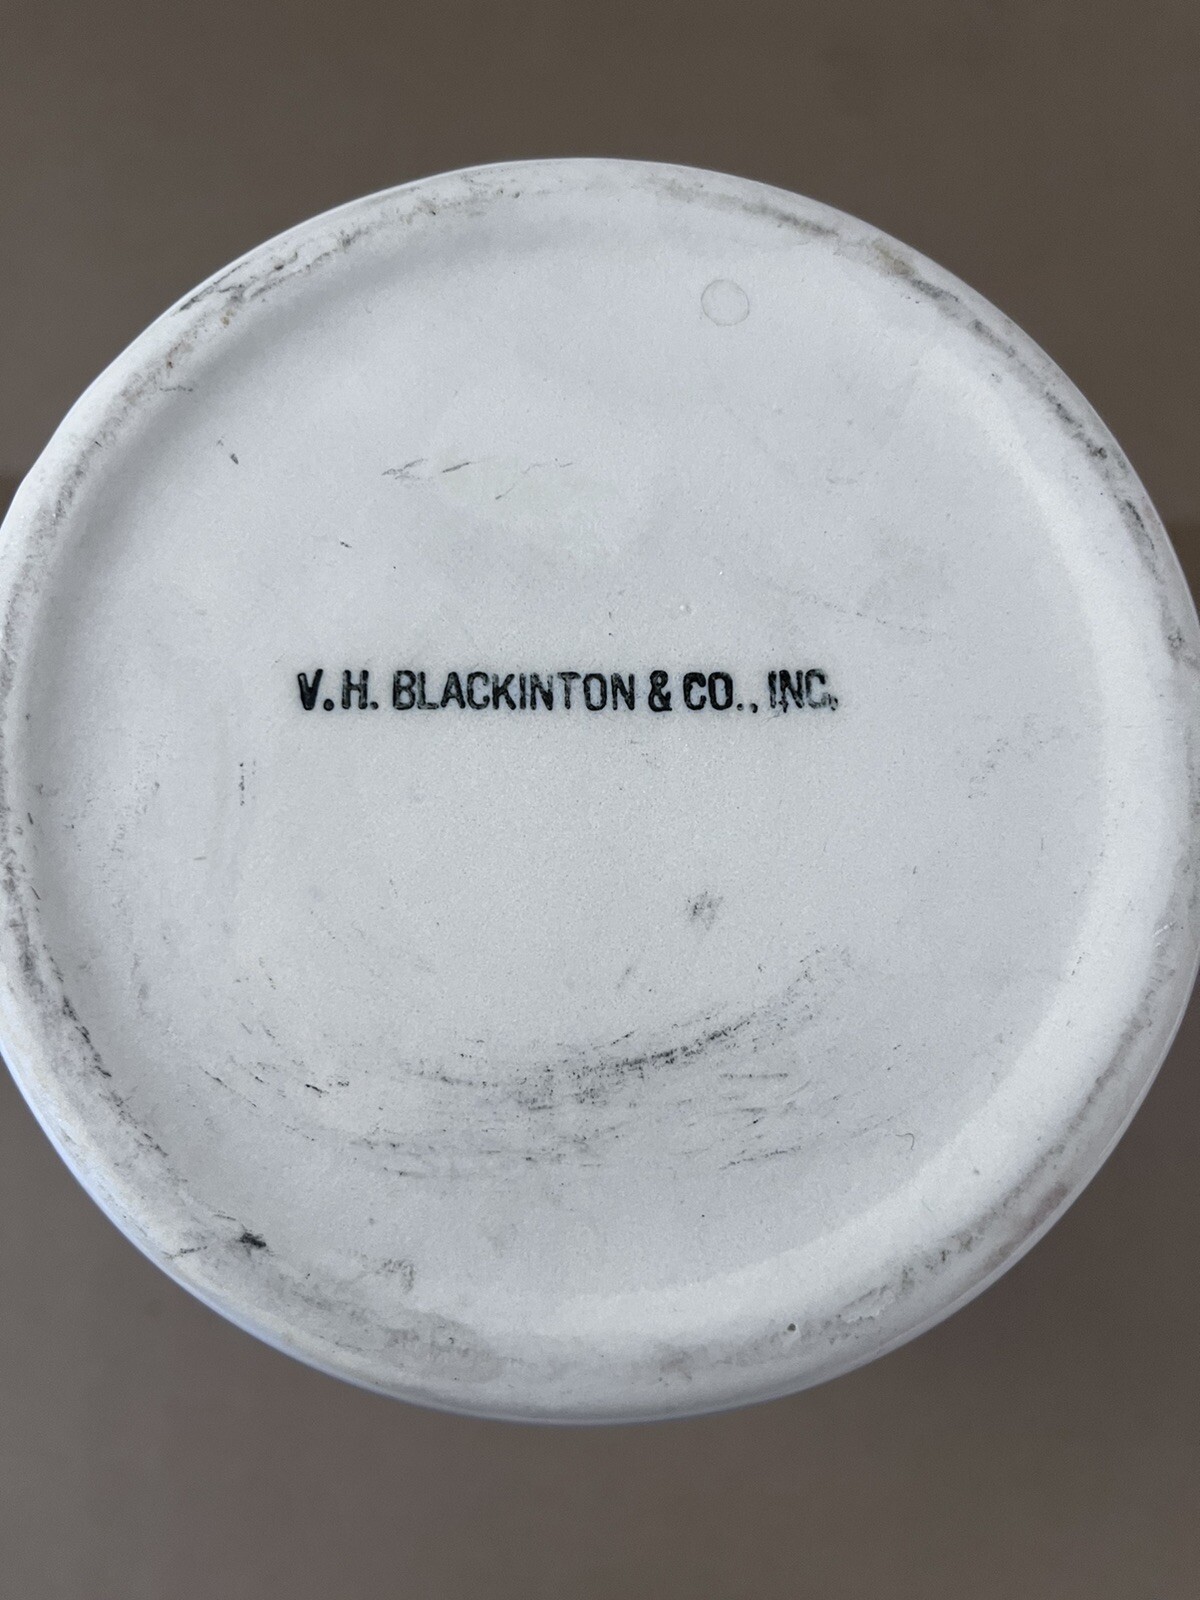 V. H. BLACKINTON & CO., INC.